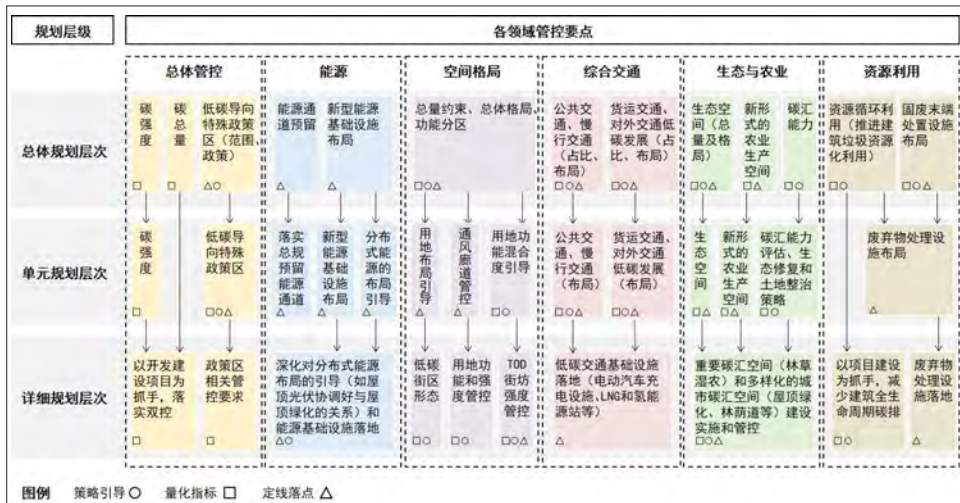 规划层级
各领域管控要点
总体管控
能源
空间格局
综合交通
生态与农业
资源利用
总体规划层次
碳强度
□
碳总量
□
低碳导向
特殊政策
区（范围、
政策）
△○
能源通
道预留
△
新型能源
基础设施
布局
△
总量约束、总体格局、
功能分区
□○△
公共交
通、慢
行交通
（占比、
布局）
□○△
货运交通、
对外交通低
碳发展（占
比、布局）
□○△
生态空
间（总
量及格
局）
□○△
新形
式的
农业
生产
空间
□△
碳汇
能力
□○
资源循环利
用（推进建
筑垃圾资源
化利用）
□○
固废末端
处置设施
布局
□○△
单元规划层次
碳强度
□
低碳导
向特殊
政策区
□○△
落实
总规
预留
能源
通道
△
新型
能源
基础
设施
布局
△
分布
式能
源的
布局
引导
△
用地布局引导
□○
通风廊道管控
△
用地功
能混合
度引导
□○
公共交
通、慢
行交通
（布局）
□○△
货运交通、
对外交通
低碳发展
（布局）
□○△
生态空间
□△
新形
式的
农业
生产
空间
□△
碳汇能力
评估、生
态修复和
土地整治
策略
□○
废弃物处理设
施布局
△
详细规划层次
以开发建
设项目为
抓手，落
实双控
□
政策区
相关管
控要求
□
深化对分布式能源
布局的引导（如屋
顶光伏协调好与屋
顶绿化的关系）和
能源基础设施落地
△○
低碳
街区
形态
□○
用地功
能和强
度管控
□○
TOD
街坊
强度
管控
□○△
低碳交通基础设施
落地（电动汽车充
电设施、LNG和氢能
源站等）
△
重要碳汇空间（林草
湿农）和多样化的城
市碳汇空间（屋顶绿
化、林荫道等）建设
实施和管控
□○△
以项目建设
为抓手，减
少建筑全生
命周期碳排
□○
废弃物
处理设
施落地
△
图例 策略引导○ 量化指标□ 定线落点△